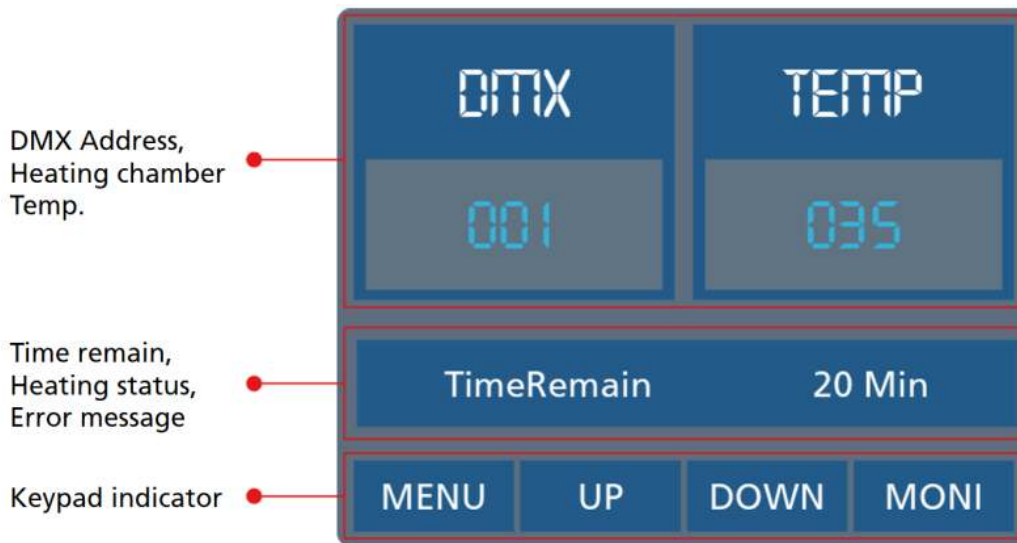 DMX TEMP
DMX Address,
Heating chamber
Temp.
001 035
Time remain,
Heating status,
Error message
TimeRemain 20 Min
Keypad indicator
MENU UP DOWN MONI